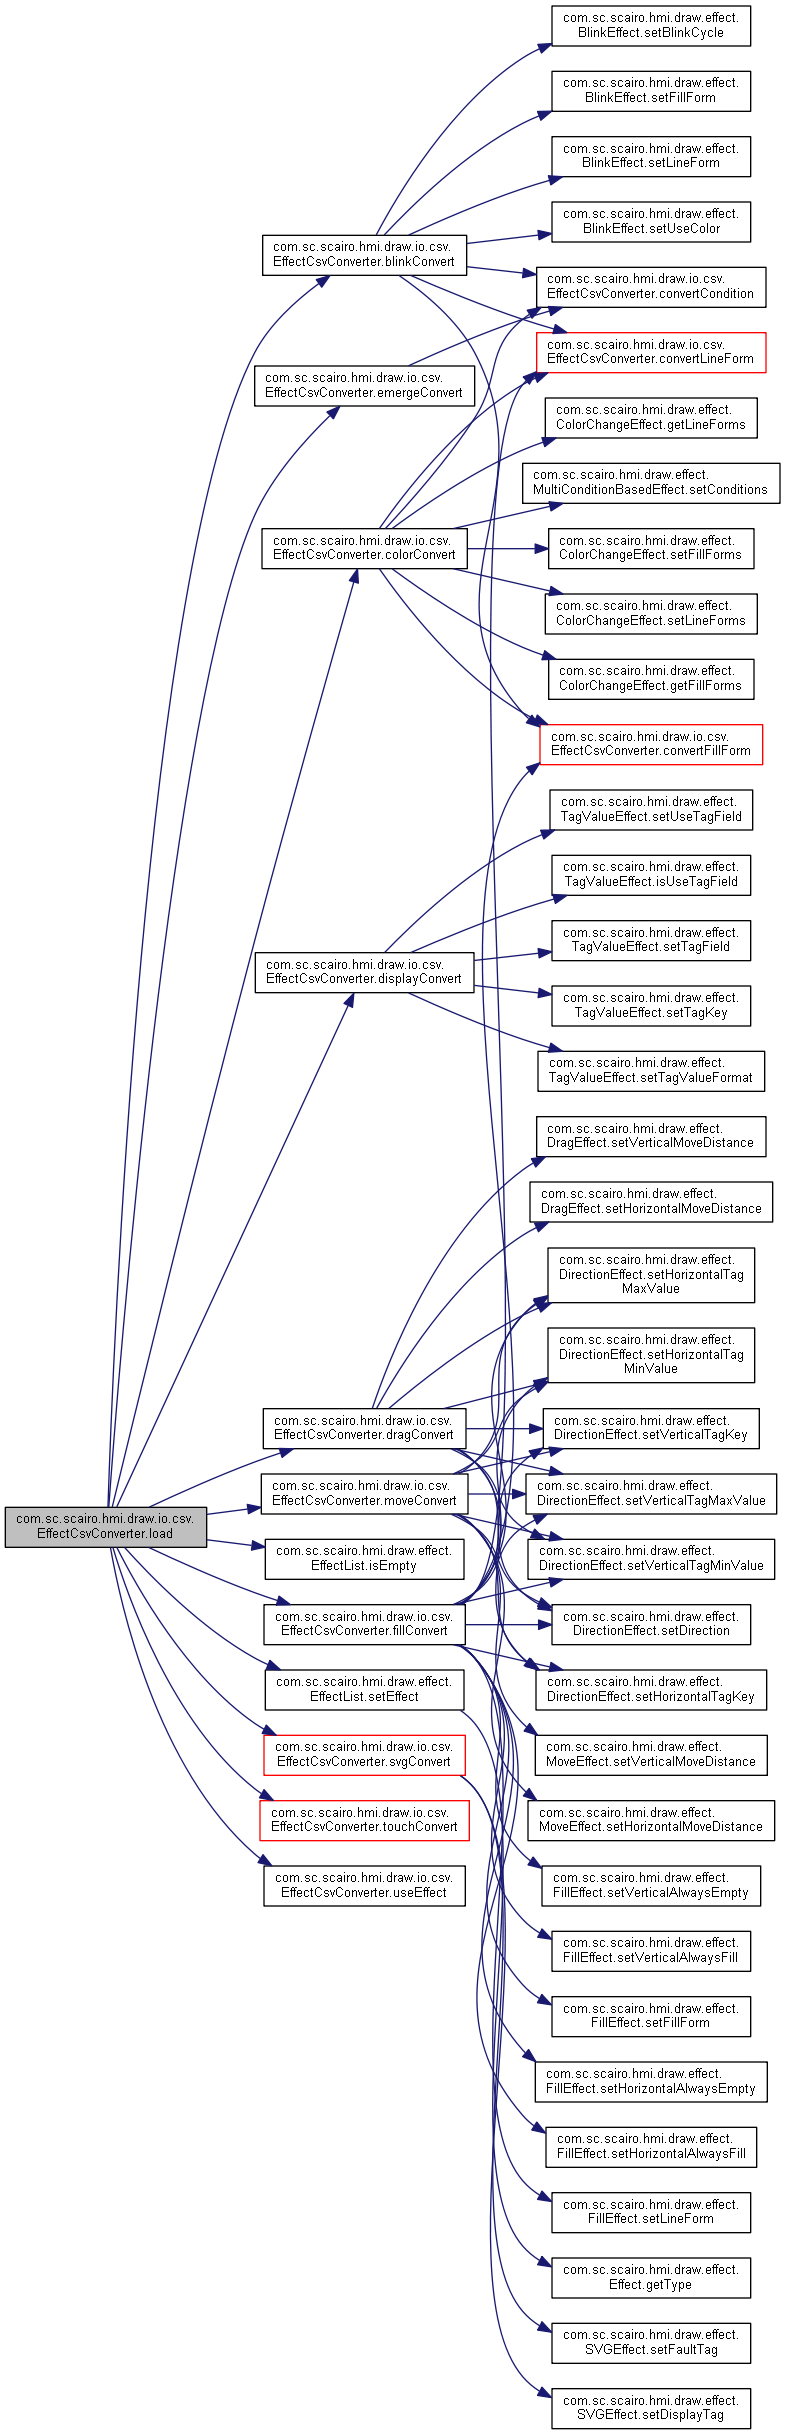 com.sc.scairo.hmi.draw.io.csv.
EffectCsvConverter.load
com.sc.scairo.hmi.draw.io.csv.
EffectCsvConverter.blinkConvert
com.sc.scairo.hmi.draw.io.csv.
EffectCsvConverter.emergeConvert
com.sc.scairo.hmi.draw.io.csv.
EffectCsvConverter.colorConvert
com.sc.scairo.hmi.draw.io.csv.
EffectCsvConverter.displayConvert
com.sc.scairo.hmi.draw.io.csv.
EffectCsvConverter.dragConvert
com.sc.scairo.hmi.draw.io.csv.
EffectCsvConverter.moveConvert
com.sc.scairo.hmi.draw.effect.
EffectList.isEmpty
com.sc.scairo.hmi.draw.io.csv.
EffectCsvConverter.fillConvert
com.sc.scairo.hmi.draw.effect.
EffectList.setEffect
com.sc.scairo.hmi.draw.io.csv.
EffectCsvConverter.svgConvert
com.sc.scairo.hmi.draw.io.csv.
EffectCsvConverter.touchConvert
com.sc.scairo.hmi.draw.io.csv.
EffectCsvConverter.useEffect
com.sc.scairo.hmi.draw.effect.
BlinkEffect.setBlinkCycle
com.sc.scairo.hmi.draw.effect.
BlinkEffect.setFillForm
com.sc.scairo.hmi.draw.effect.
BlinkEffect.setLineForm
com.sc.scairo.hmi.draw.effect.
BlinkEffect.setUseColor
com.sc.scairo.hmi.draw.io.csv.
EffectCsvConverter.convertCondition
com.sc.scairo.hmi.draw.io.csv.
EffectCsvConverter.convertLineForm
com.sc.scairo.hmi.draw.effect.
ColorChangeEffect.getLineForms
com.sc.scairo.hmi.draw.effect.
MultiConditionBasedEffect.setConditions
com.sc.scairo.hmi.draw.effect.
ColorChangeEffect.setFillForms
com.sc.scairo.hmi.draw.effect.
ColorChangeEffect.setLineForms
com.sc.scairo.hmi.draw.effect.
ColorChangeEffect.getFillForms
com.sc.scairo.hmi.draw.io.csv.
EffectCsvConverter.convertFillForm
com.sc.scairo.hmi.draw.effect.
TagValueEffect.setUseTagField
com.sc.scairo.hmi.draw.effect.
TagValueEffect.isUseTagField
com.sc.scairo.hmi.draw.effect.
TagValueEffect.setTagField
com.sc.scairo.hmi.draw.effect.
TagValueEffect.setTagKey
com.sc.scairo.hmi.draw.effect.
TagValueEffect.setTagValueFormat
com.sc.scairo.hmi.draw.effect.
DragEffect.setVerticalMoveDistance
com.sc.scairo.hmi.draw.effect.
DragEffect.setHorizontalMoveDistance
com.sc.scairo.hmi.draw.effect.
DirectionEffect.setHorizontalTag
MaxValue
com.sc.scairo.hmi.draw.effect.
DirectionEffect.setHorizontalTag
MinValue
com.sc.scairo.hmi.draw.effect.
DirectionEffect.setVerticalTagKey
com.sc.scairo.hmi.draw.effect.
DirectionEffect.setVerticalTagMaxValue
com.sc.scairo.hmi.draw.effect.
DirectionEffect.setVerticalTagMinValue
com.sc.scairo.hmi.draw.effect.
DirectionEffect.setDirection
com.sc.scairo.hmi.draw.effect.
DirectionEffect.setHorizontalTagKey
com.sc.scairo.hmi.draw.effect.
MoveEffect.setVerticalMoveDistance
com.sc.scairo.hmi.draw.effect.
MoveEffect.setHorizontalMoveDistance
com.sc.scairo.hmi.draw.effect.
FillEffect.setVerticalAlwaysEmpty
com.sc.scairo.hmi.draw.effect.
FillEffect.setVerticalAlwaysFill
com.sc.scairo.hmi.draw.effect.
FillEffect.setFillForm
com.sc.scairo.hmi.draw.effect.
FillEffect.setHorizontalAlwaysEmpty
com.sc.scairo.hmi.draw.effect.
FillEffect.setHorizontalAlwaysFill
com.sc.scairo.hmi.draw.effect.
FillEffect.setLineForm
com.sc.scairo.hmi.draw.effect.
Effect.getType
com.sc.scairo.hmi.draw.effect.
SVGEffect.setFaultTag
com.sc.scairo.hmi.draw.effect.
SVGEffect.setDisplayTag